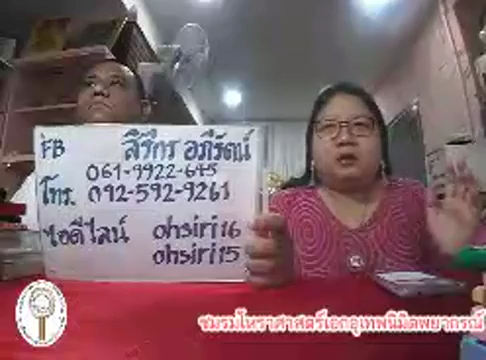 FB สิริกร อภิรัตน์
061-9922-645
โทร. 092-592-9261
ไอดีไลน์ ohsiri16
ohsiri15
ชมรมโหราศาสตร์เอกอุเทพนิมิตพยากรณ์